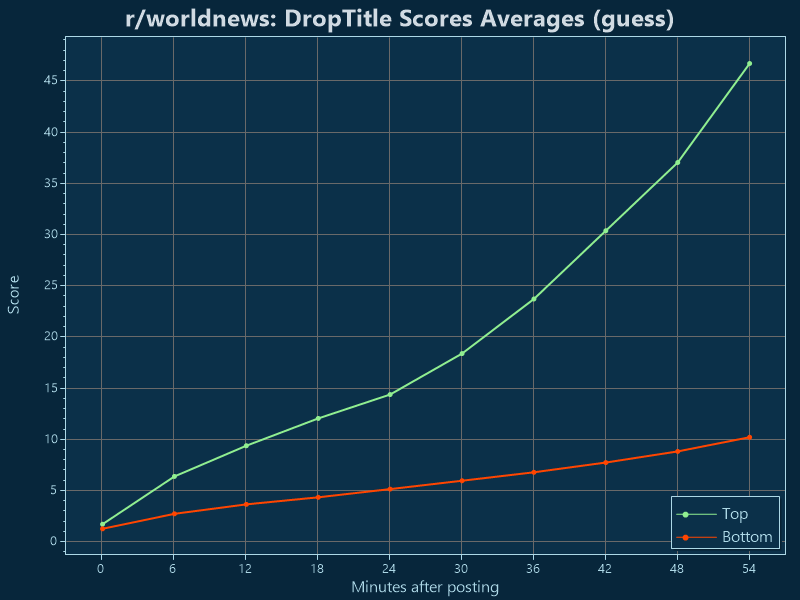 r/worldnews: DropTitle Scores Averages (guess)
45
40
35
30
25
20
15
10
5
0
Score
Top
Bottom
0 6 12 18 24 30 36 42 48 54
Minutes after posting